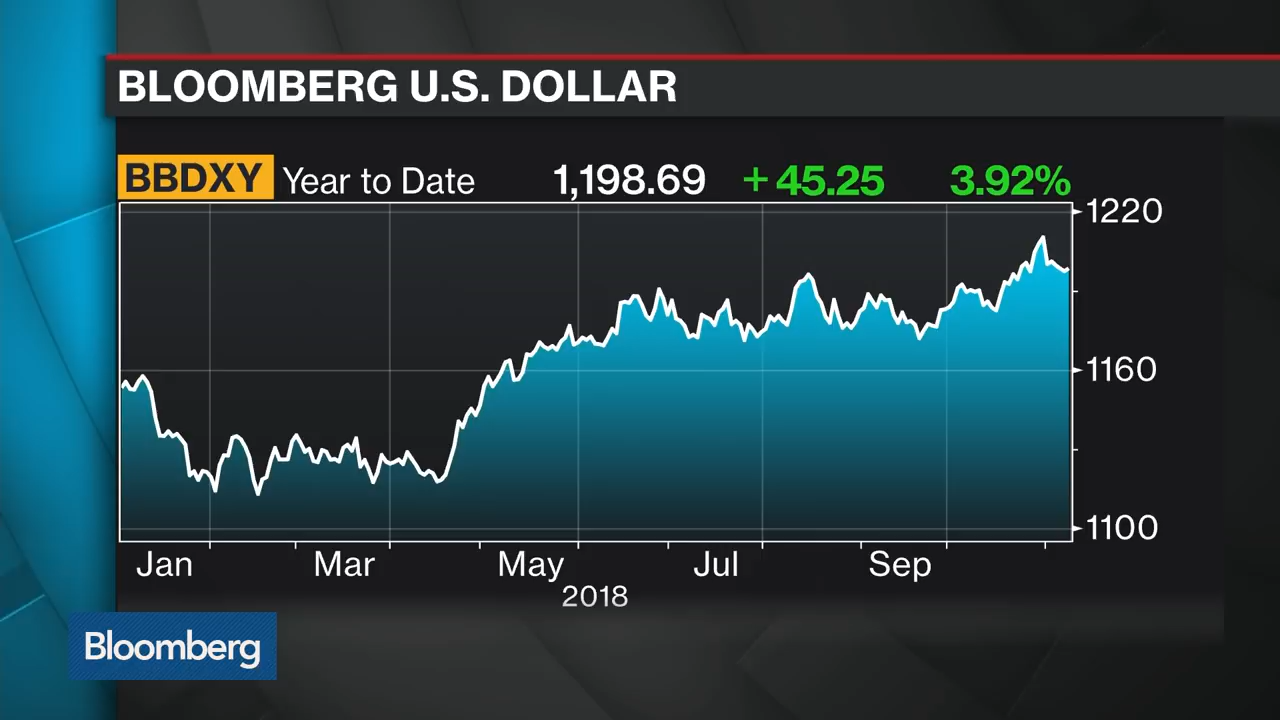 BLOOMBERG U.S. DOLLAR
BBDXY Year to Date 1,198.69 +45.25 3.92%
1220
1160
1100
Jan Mar May Jul Sep
2018
Bloomberg